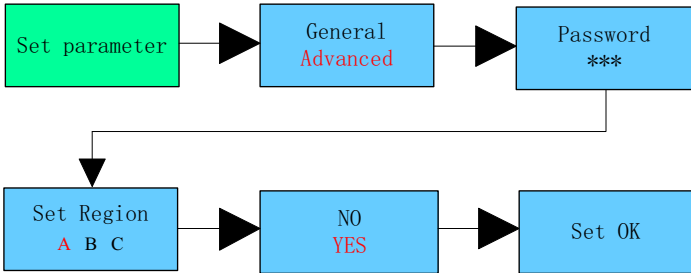 Set parameter
General
Advanced
Password
***
Set Region
A B C
NO
YES
Set OK